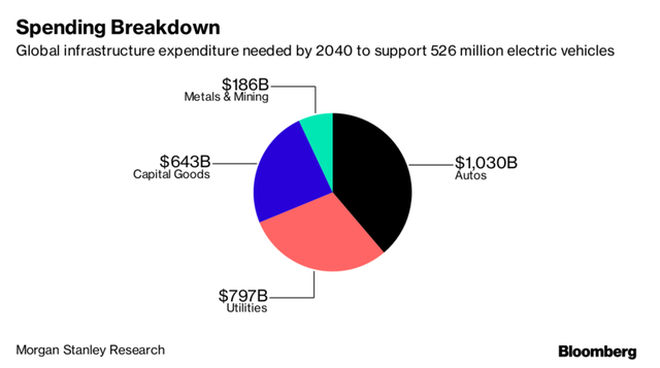 Spending Breakdown
Global infrastructure expenditure needed by 2040 to support 526 million electric vehicles
$186B
Metals & Mining
$643B
Capital Goods
$1,030B
Autos
$797B
Utilities
Morgan Stanley Research
Bloomberg